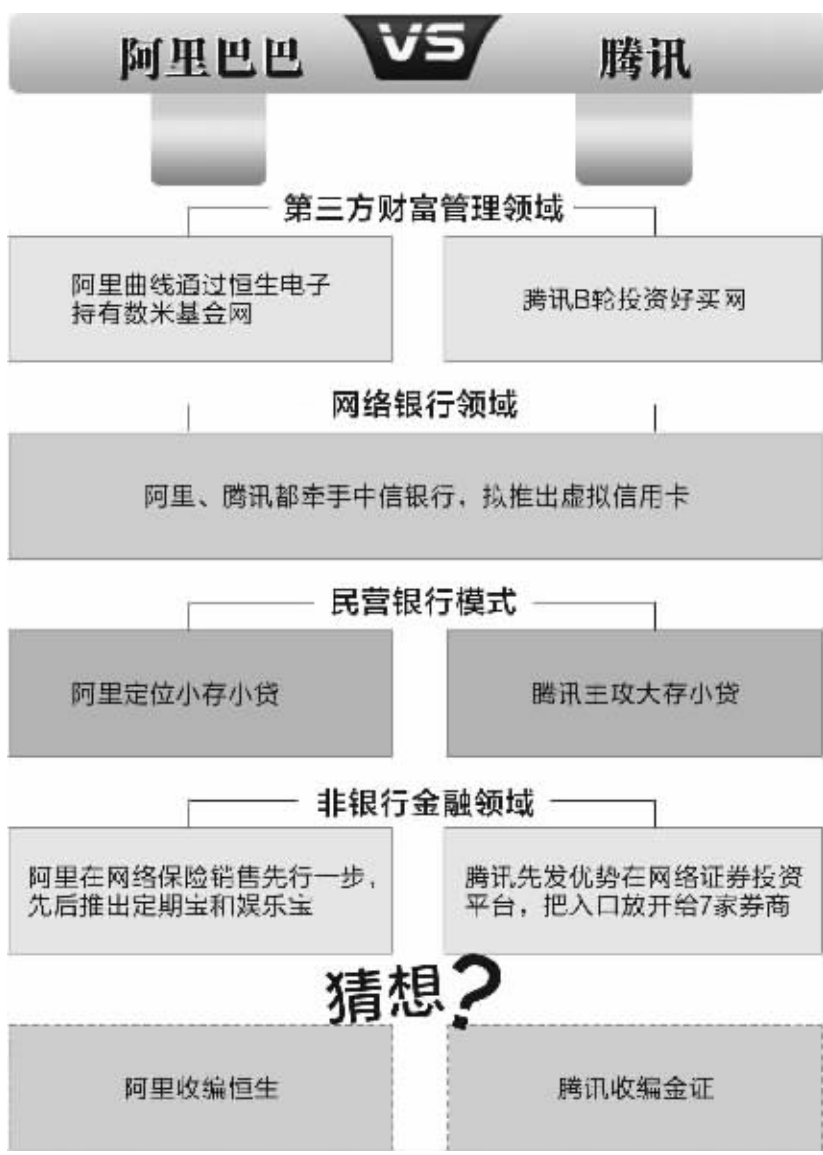 阿里巴巴 VS 腾讯
第三方财富管理领域
阿里曲线通过恒生电子
持有数米基金网
腾讯B轮投资好买网
网络银行领域
阿里、腾讯都牵手中信银行，拟推出虚拟信用卡
民营银行模式
阿里定位小存小贷
腾讯主攻大存小贷
非银行金融领域
阿里在网络保险销售先行一步，
先后推出定期宝和娱乐宝
腾讯先发优势在网络证券投资
平台，把入口放开给7家券商
猜想？
阿里收编恒生
腾讯收编金证